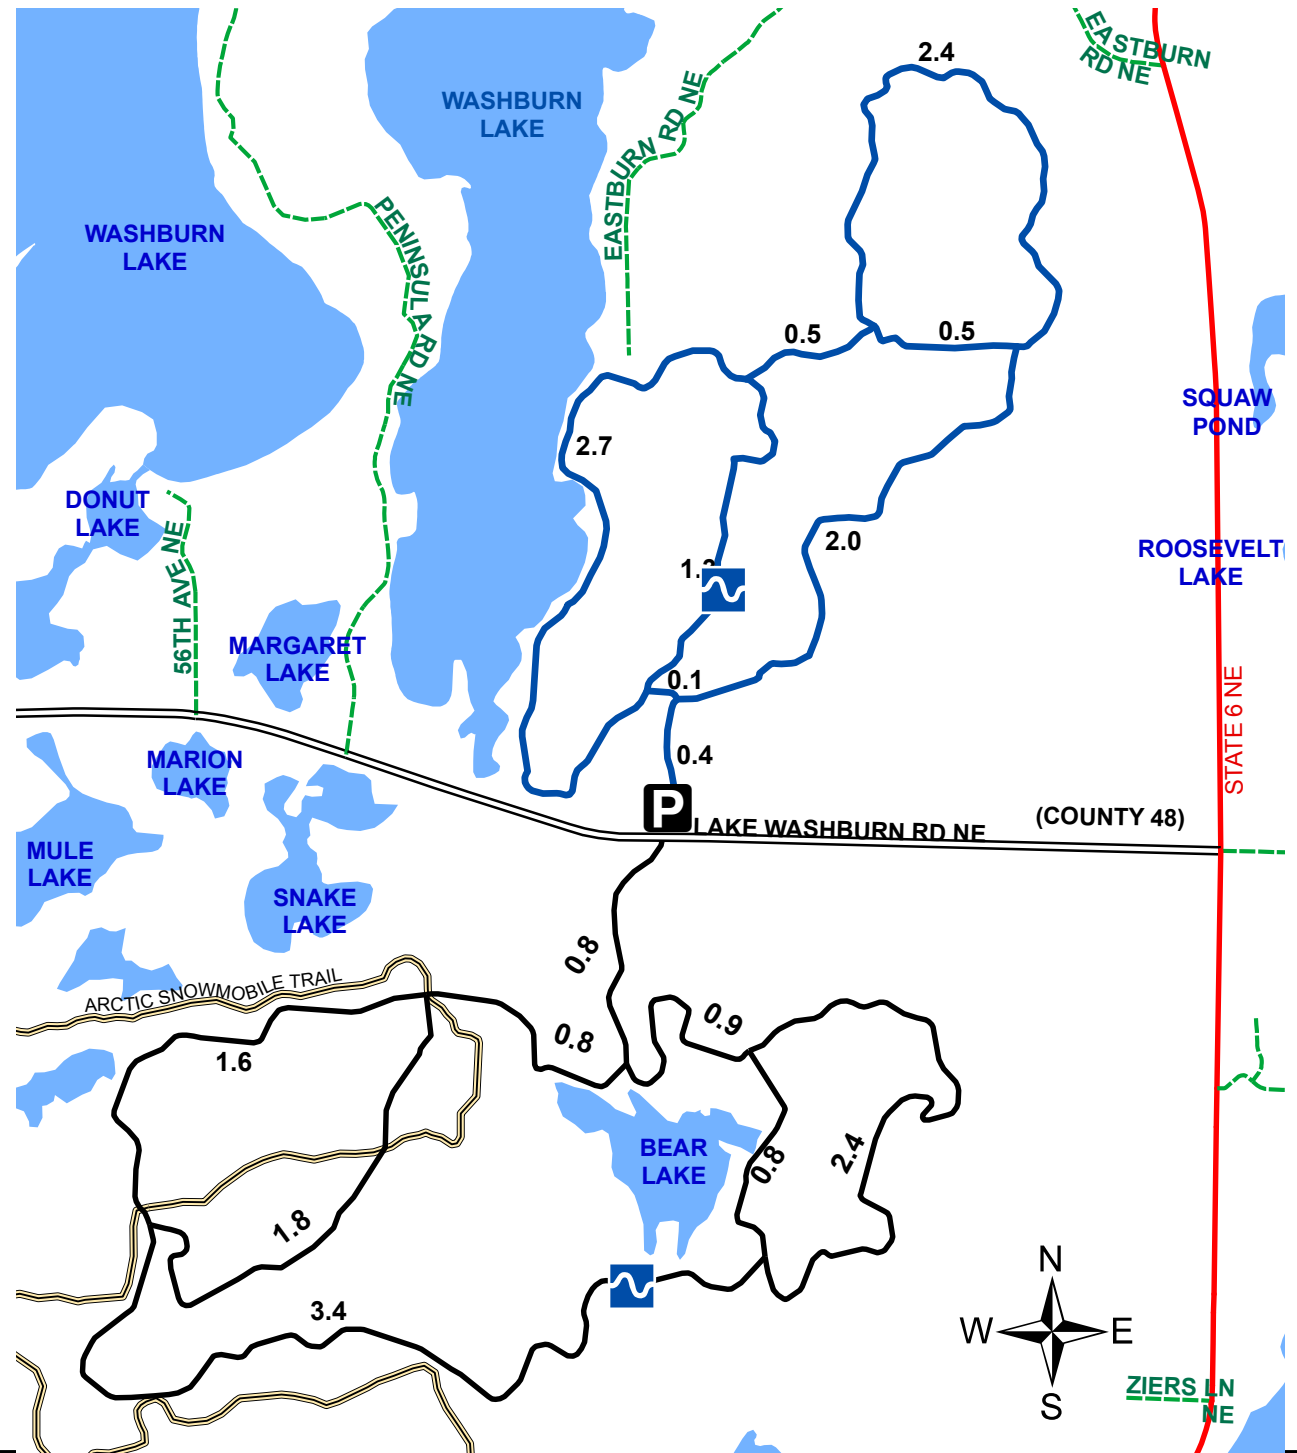 2.4
EASTBURN
RD NE
WASHBURN
LAKE
EASTBURN RD NE
WASHBURN
LAKE
PENINSULA RD NE
0.5
0.5
SQUAW
POND
2.7
DONUT
LAKE
56TH AVE NE
2.0
ROOSEVELT
LAKE
MARGARET
LAKE
0.1
STATE 6 NE
0.4
MARION
LAKE
P
LAKE WASHBURN RD NE
(COUNTY 48)
MULE
LAKE
SNAKE
LAKE
0.8
ARCTIC SNOWMOBILE TRAIL
0.9
0.8
1.6
BEAR
LAKE
0.8
2.4
1.8
3.4
N
W
E
S
ZIERS LN
NE